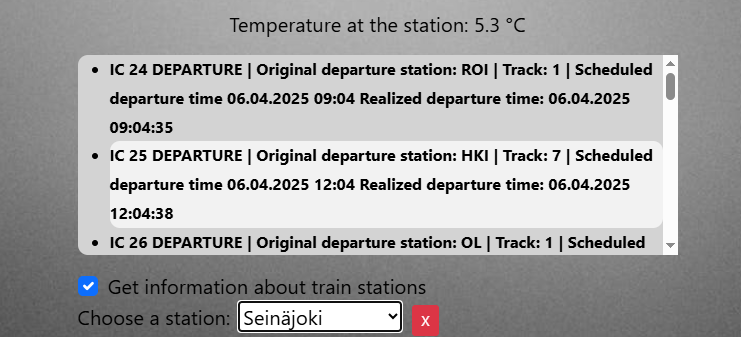 Temperature at the station: 5.3 °C
IC 24 DEPARTURE | Original departure station: ROI | Track: 1 | Scheduled
departure time 06.04.2025 09:04 Realized departure time: 06.04.2025
09:04:35
IC 25 DEPARTURE | Original departure station: HKI | Track: 7 | Scheduled
departure time 06.04.2025 12:04 Realized departure time: 06.04.2025
12:04:38
IC 26 DEPARTURE | Original departure station: OL | Track: 1 | Scheduled
Get information about train stations
Choose a station: Seinäjoki x